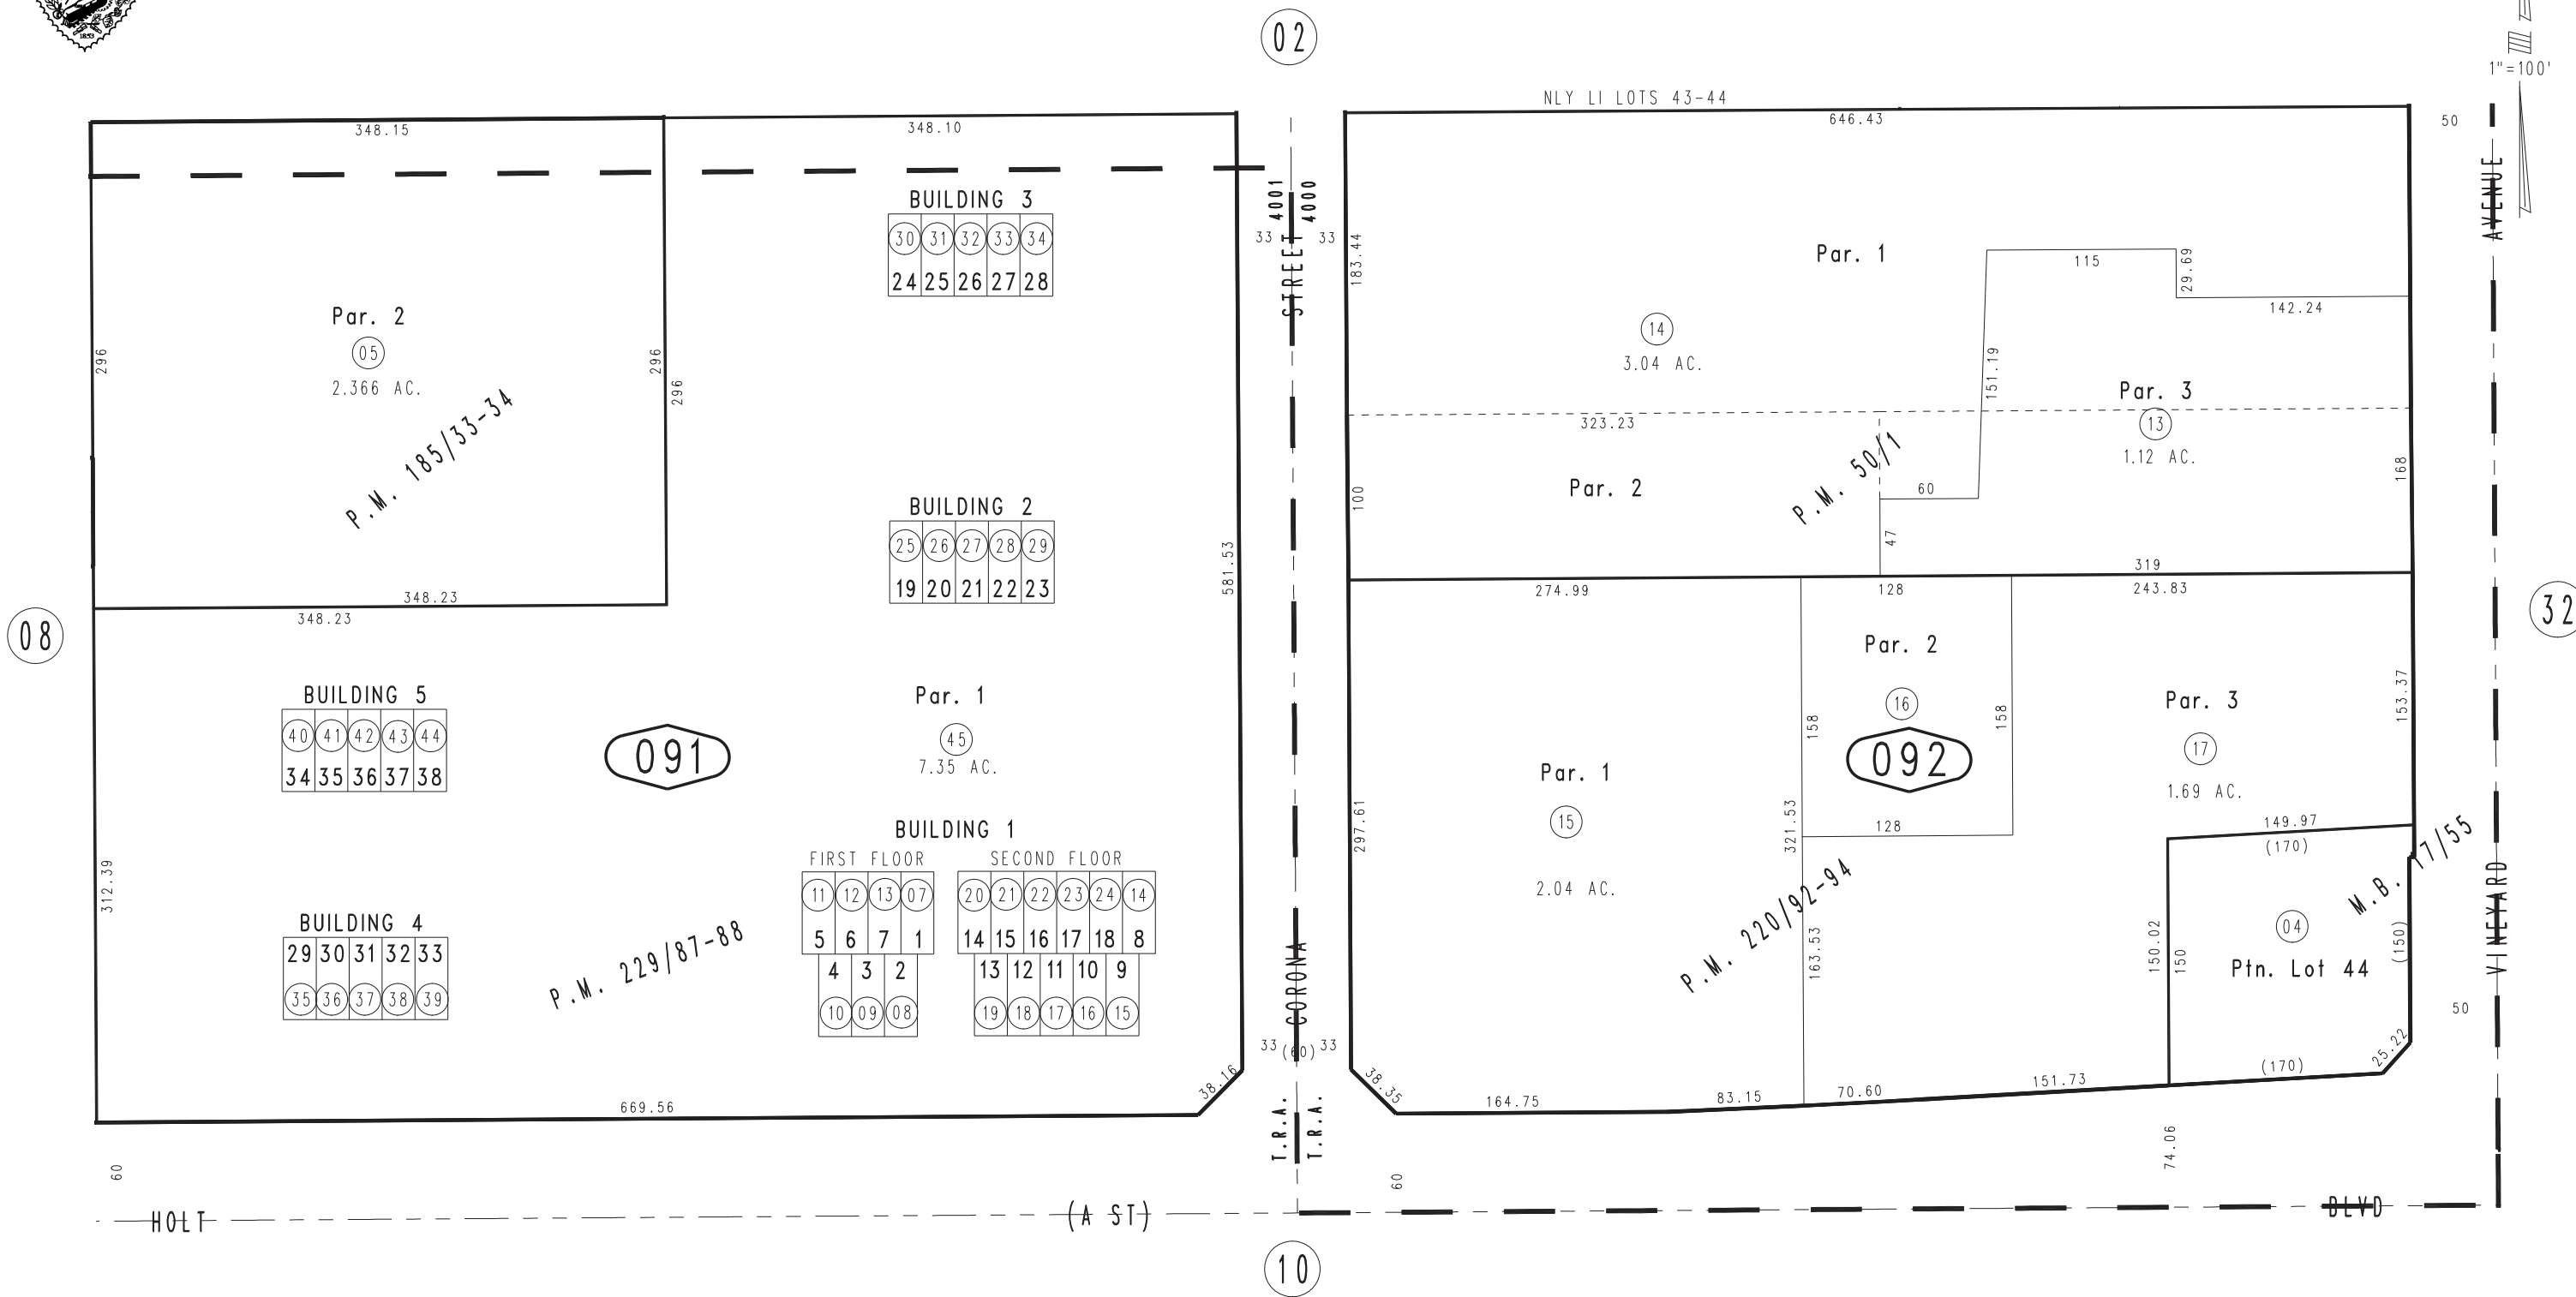 1853
02
1"=100'
NLY LI LOTS 43-44
348.15
348.10
646.43
50
AVENUE
4001
4000
STREET
33
33
BUILDING 3
30 31 32 33 34
24 25 26 27 28
183.44
Par. 1
115
29.69
142.24
Par. 2
05
2.366 AC.
296
296
296
P.M. 185/33-34
14
3.04 AC.
151.19
Par. 3
13
1.12 AC.
323.23
P.M. 50/1
168
Par. 2
100
60
47
319
BUILDING 2
25 26 27 28 29
19 20 21 22 23
581.53
348.23
348.23
08
32
274.99
128
243.83
Par. 2
16
158
158
092
128
Par. 3
17
1.69 AC.
153.37
BUILDING 5
40 41 42 43 44
34 35 36 37 38
091
Par. 1
45
7.35 AC.
Par. 1
15
2.04 AC.
297.61
321.53
BUILDING 1
FIRST FLOOR
SECOND FLOOR
11 12 13 07
5 6 7 1
4 3 2
10 09 08
20 21 22 23 24 14
14 15 16 17 18 8
13 12 11 10 9
19 18 17 16 15
312.39
BUILDING 4
29 30 31 32 33
35 36 37 38 39
P.M. 229/87-88
P.M. 220/92-94
163.53
149.97
(170)
M.B. 17/55
04
Ptn. Lot 44
150.02
150
(150)
VINEYARD
50
CORONA
33 (60) 33
38.16
38.35
669.56
164.75
83.15
70.60
151.73
(170)
25.22
T.R.A.
T.R.A.
60
60
74.06
HOLT
(A ST)
BLVD
10